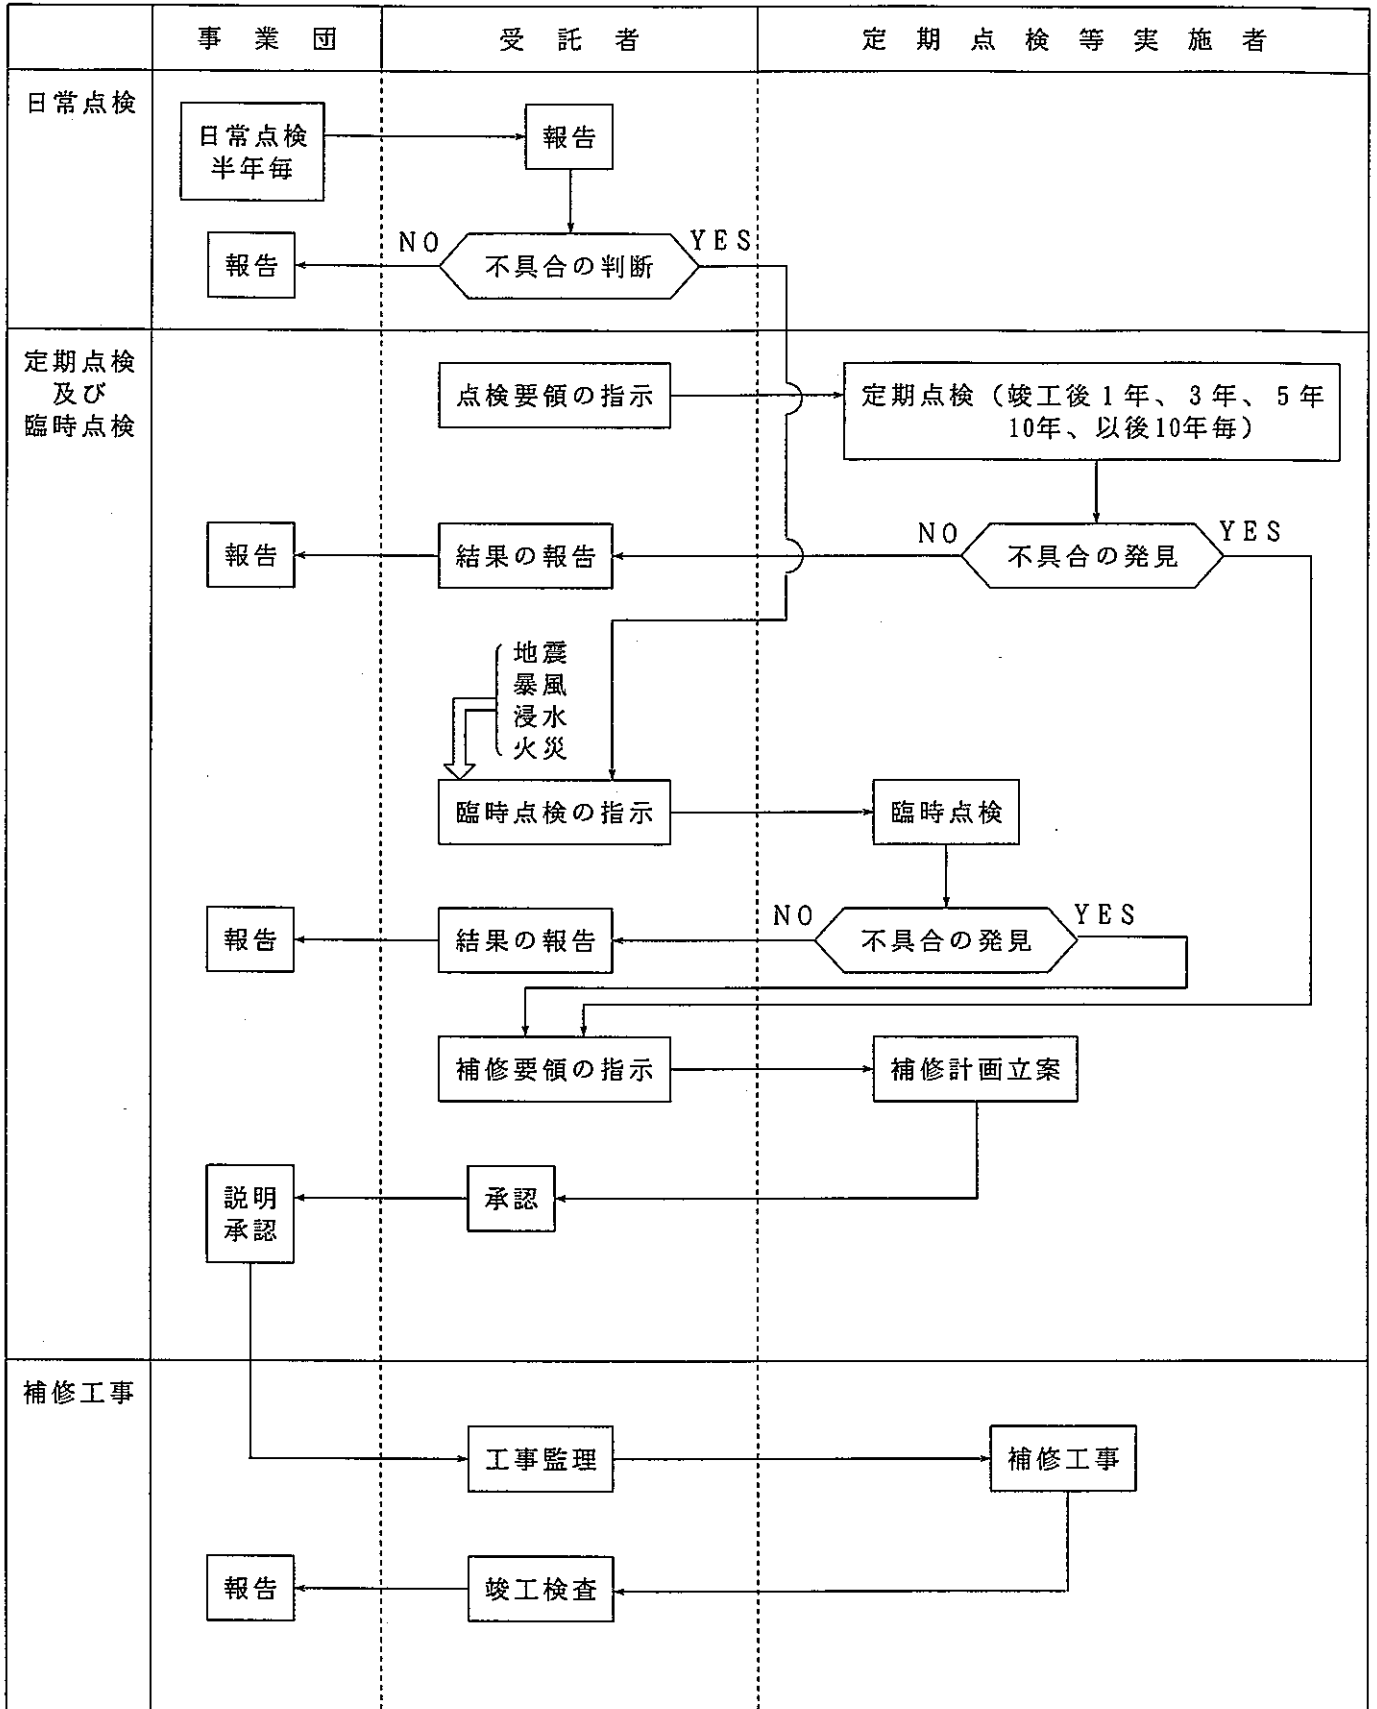 事業団
受託者
定期点検等実施者
日常点検
日常点検
半年毎
報告
NO
YES
報告
不具合の判断
定期点検
及び
臨時点検
点検要領の指示
定期点検（竣工後1年、3年、5年
10年、以後10年毎）
NO
YES
報告
結果の報告
不具合の発見
地震
暴風
浸水
火災
臨時点検の指示
臨時点検
NO
YES
報告
結果の報告
不具合の発見
補修要領の指示
補修計画立案
説明
承認
承認
補修工事
工事監理
補修工事
報告
竣工検査